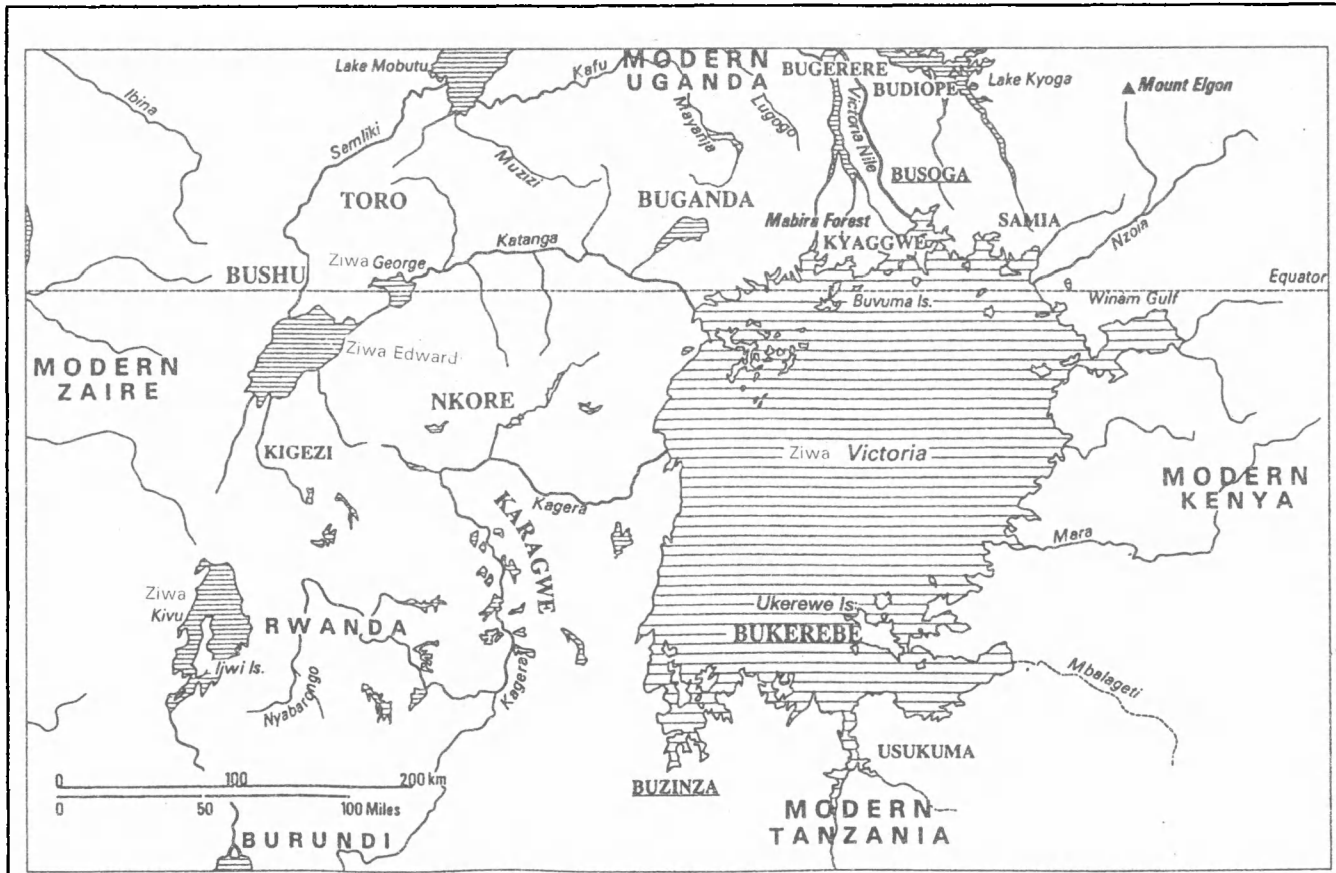 Lake Mobutu
Kafu
MODERN
UGANDA
BUGERERE
BUDIOPE
Lake Kyoga
Mount Elgon
Ibina
Semliki
Muzizi
Mayanja
Lugogo
Victoria Nile
BUSOGA
TORO
BUGANDA
Mabira Forest
KYAGGWE
SAMIA
Nzoia
BUSHU
Ziwa George
Katonga
Equator
Buvuma Is.
Winam Gulf
Ziwa Edward
MODERN
ZAIRE
NKORE
KIGEZI
Ziwa Victoria
MODERN
KENYA
Kagera
KARAGWE
Mara
Ziwa
Kivu
Ijwi Is.
RWANDA
Ukerewe Is.
BUKEREBE
Nyabarongo
Kagera
Mbalageti
USUKUMA
BUZINZA
MODERN
TANZANIA
0 100 200 km
0 50 100 Miles
BURUNDI